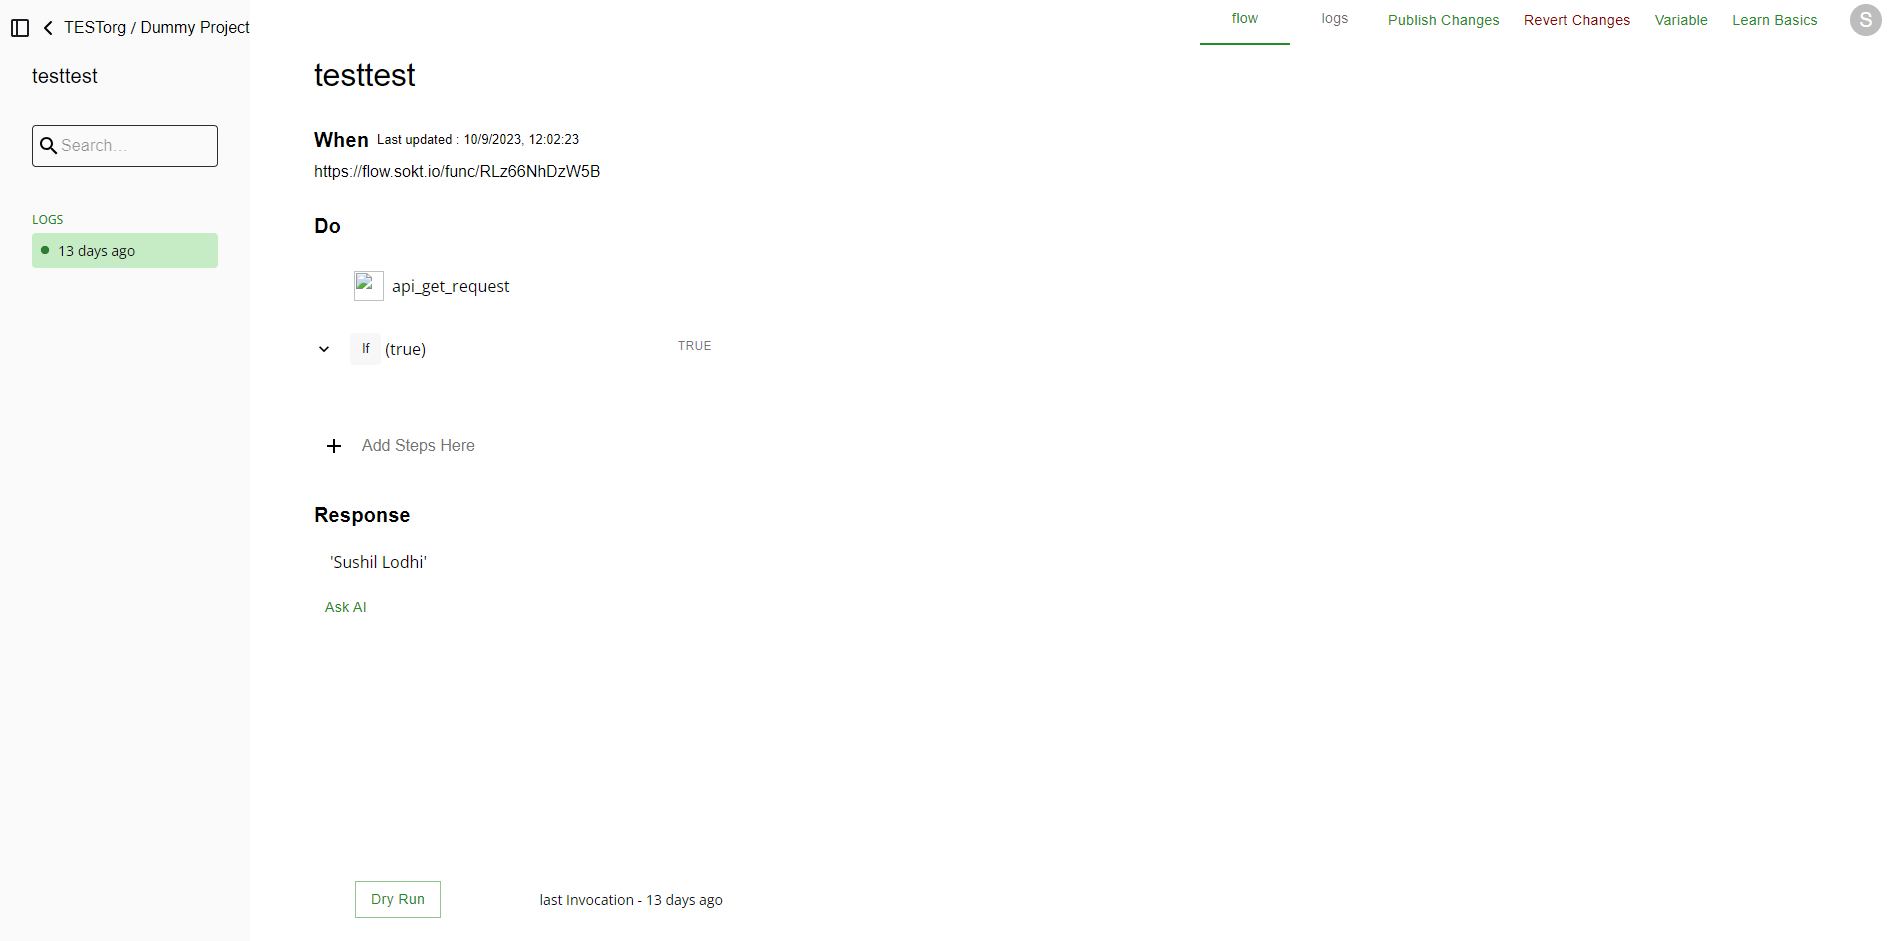 TESTorg / Dummy Project
testtest
Search...
LOGS
13 days ago
flow
logs
Publish Changes
Revert Changes
Variable
Learn Basics
S
testtest
When Last updated : 10/9/2023, 12:02:23
https://flow.sokt.io/func/RLz66NhDzW5B
Do
api_get_request
If (true)
TRUE
Add Steps Here
Response
'Sushil Lodhi'
Ask AI
Dry Run
last Invocation - 13 days ago